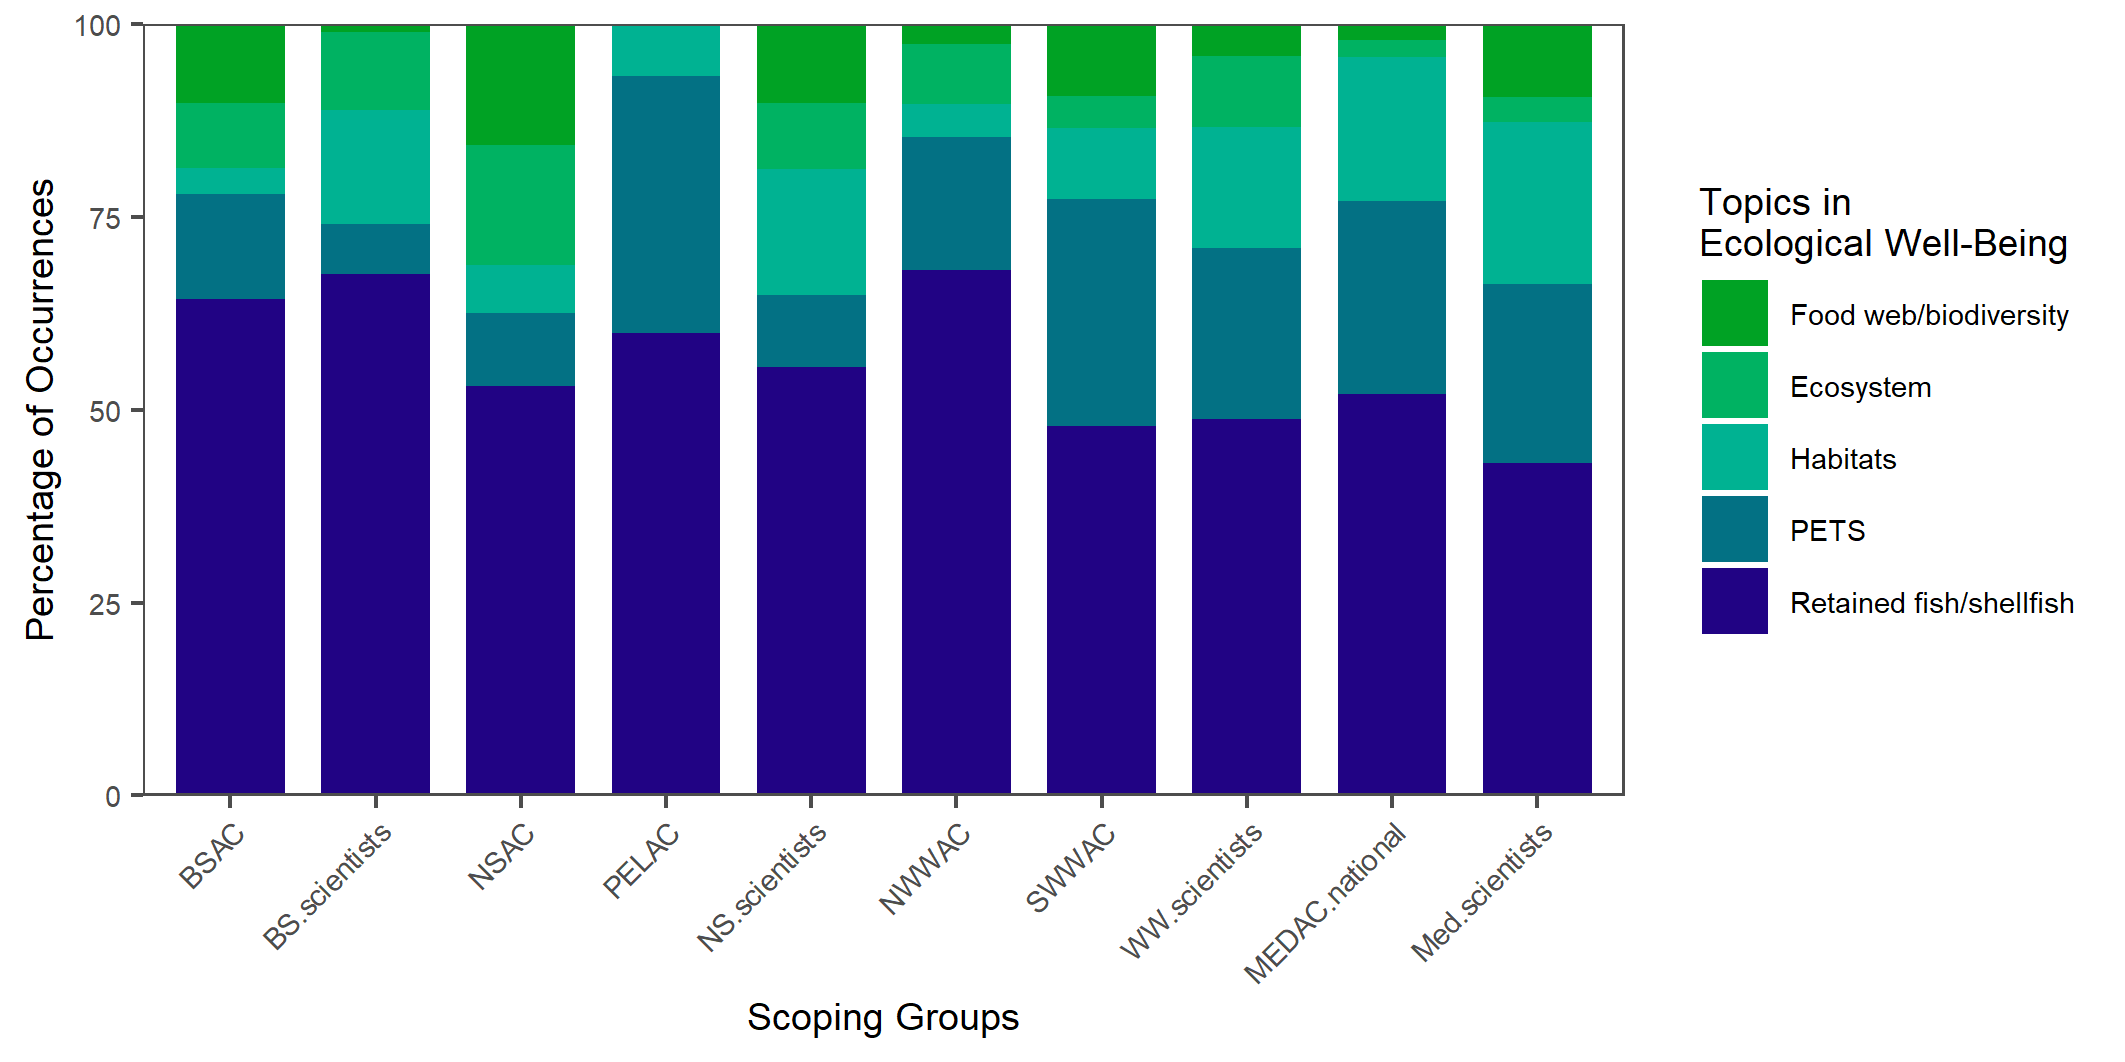 100
75
50
25
0
Percentage of Occurrences
BSAC
BS.scientists
NSAC
PELAC
NS.scientists
NWWAC
SWWAC
WW.scientists
MEDAC.national
Med.scientists
Scoping Groups
Topics in
Ecological Well-Being
Food web/biodiversity
Ecosystem
Habitats
PETS
Retained fish/shellfish